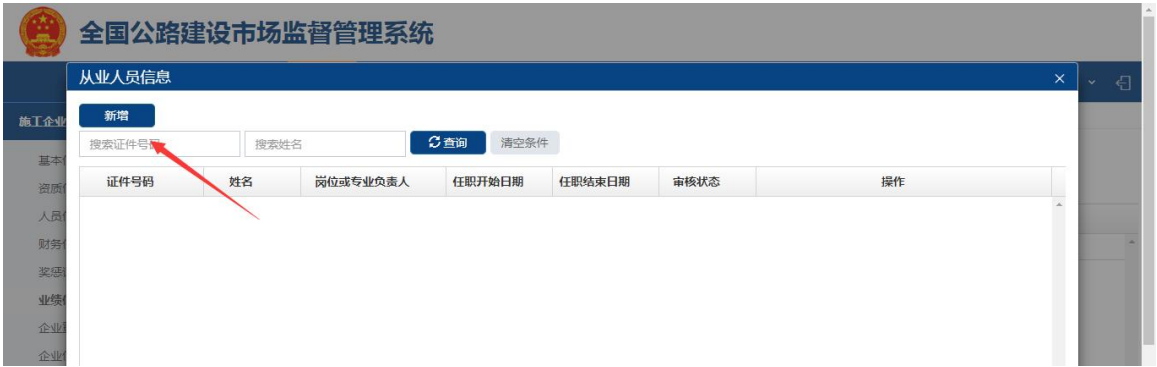 全国公路建设市场监督管理系统
从业人员信息
新增
施工企业
搜索证件号码 搜索姓名 查询 清空条件
证件号码 姓名 岗位或专业负责人 任职开始日期 任职结束日期 审核状态 操作
基本
资质
人员
财务
奖惩
业绩
企业
企业